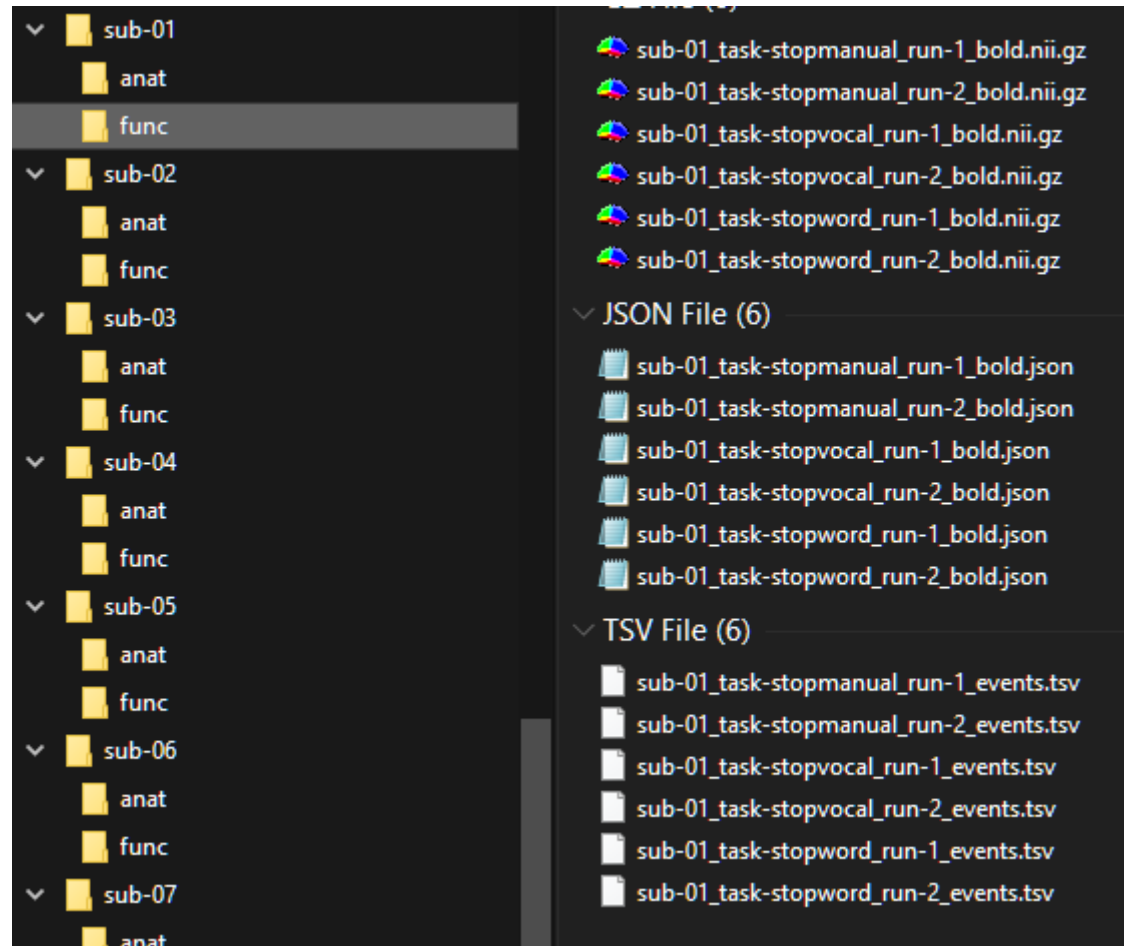 sub-01
anat
func
sub-02
anat
func
sub-03
anat
func
sub-04
anat
func
sub-05
anat
func
sub-06
anat
func
sub-07
anat
sub-01_task-stopmanual_run-1_bold.nii.gz
sub-01_task-stopmanual_run-2_bold.nii.gz
sub-01_task-stopvocal_run-1_bold.nii.gz
sub-01_task-stopvocal_run-2_bold.nii.gz
sub-01_task-stopword_run-1_bold.nii.gz
sub-01_task-stopword_run-2_bold.nii.gz
JSON File (6)
sub-01_task-stopmanual_run-1_bold.json
sub-01_task-stopmanual_run-2_bold.json
sub-01_task-stopvocal_run-1_bold.json
sub-01_task-stopvocal_run-2_bold.json
sub-01_task-stopword_run-1_bold.json
sub-01_task-stopword_run-2_bold.json
TSV File (6)
sub-01_task-stopmanual_run-1_events.tsv
sub-01_task-stopmanual_run-2_events.tsv
sub-01_task-stopvocal_run-1_events.tsv
sub-01_task-stopvocal_run-2_events.tsv
sub-01_task-stopword_run-1_events.tsv
sub-01_task-stopword_run-2_events.tsv